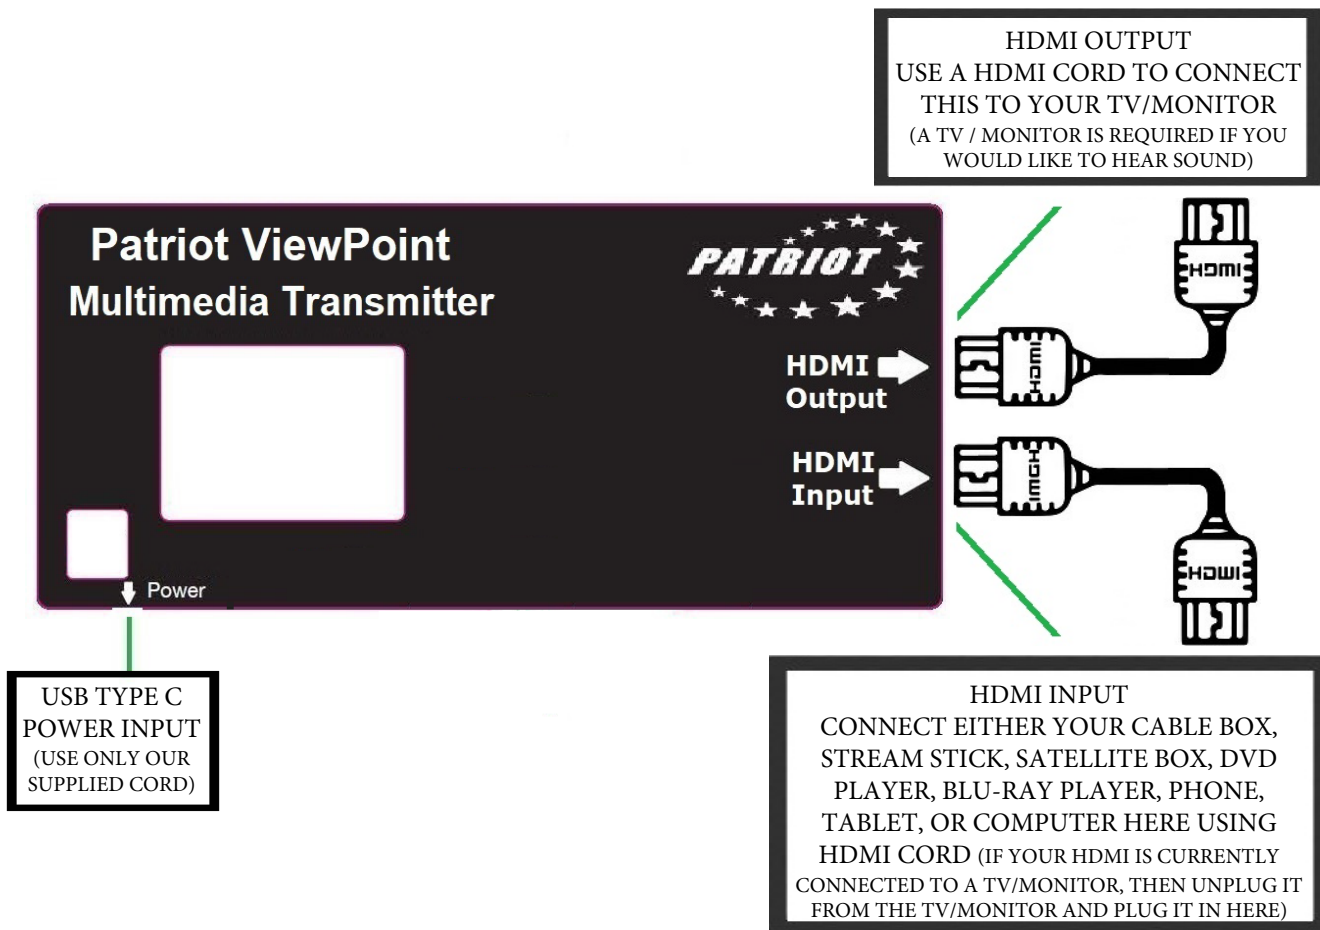 HDMI OUTPUT
USE A HDMI CORD TO CONNECT
THIS TO YOUR TV/MONITOR
(A TV / MONITOR IS REQUIRED IF YOU
WOULD LIKE TO HEAR SOUND)
Patriot ViewPoint
Multimedia Transmitter
PATRIOT
HDMI
Output
HDMI
Input
Power
HDMI
HDMI
HDMI
HDMI
USB TYPE C
POWER INPUT
(USE ONLY OUR
SUPPLIED CORD)
HDMI INPUT
CONNECT EITHER YOUR CABLE BOX,
STREAM STICK, SATELLITE BOX, DVD
PLAYER, BLU-RAY PLAYER, PHONE,
TABLET, OR COMPUTER HERE USING
HDMI CORD (IF YOUR HDMI IS CURRENTLY
CONNECTED TO A TV/MONITOR, THEN UNPLUG IT
FROM THE TV/MONITOR AND PLUG IT IN HERE)